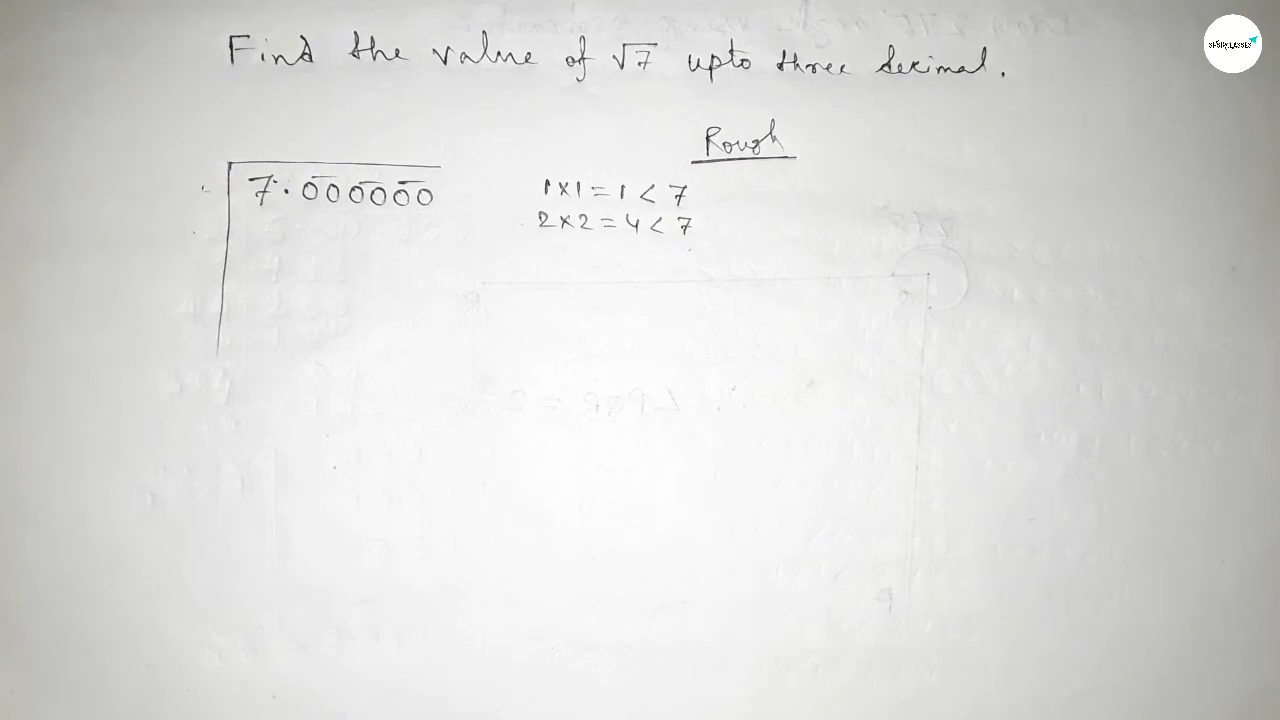 Find the value of √7 upto three decimal.
Rough
7.000000
1×1=1<7
2×2=4<7